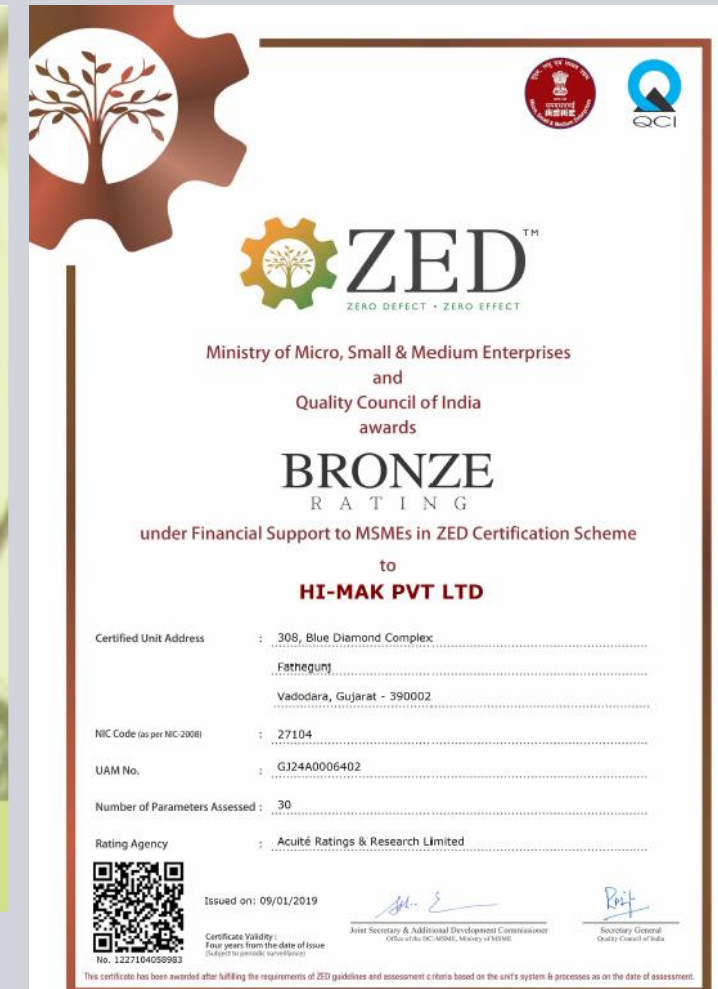 QCI
ZED™
ZERO DEFECT • ZERO EFFECT
Ministry of Micro, Small & Medium Enterprises
and
Quality Council of India
awards
BRONZE
RATING
under Financial Support to MSMEs in ZED Certification Scheme
to
HI-MAK PVT LTD
Certified Unit Address : 308, Blue Diamond Complex
Fathegunj
Vadodara, Gujarat - 390002
NIC Code (as per NIC-2008) : 27104
UAM No. : GJ24A0006402
Number of Parameters Assessed : 30
Rating Agency : Acuité Ratings & Research Limited
Issued on: 09/01/2019
Certificate Validity :
Four years from the date of issue
(Subject to periodic surveillance)
No. 1227104058983
Joint Secretary & Additional Development Commissioner
Office of the DC-MSME, Ministry of MSME
Secretary General
Quality Council of India
This certificate has been awarded after fulfilling the requirements of ZED guidelines and assessment criteria based on the unit's system & processes as on the date of assessment.